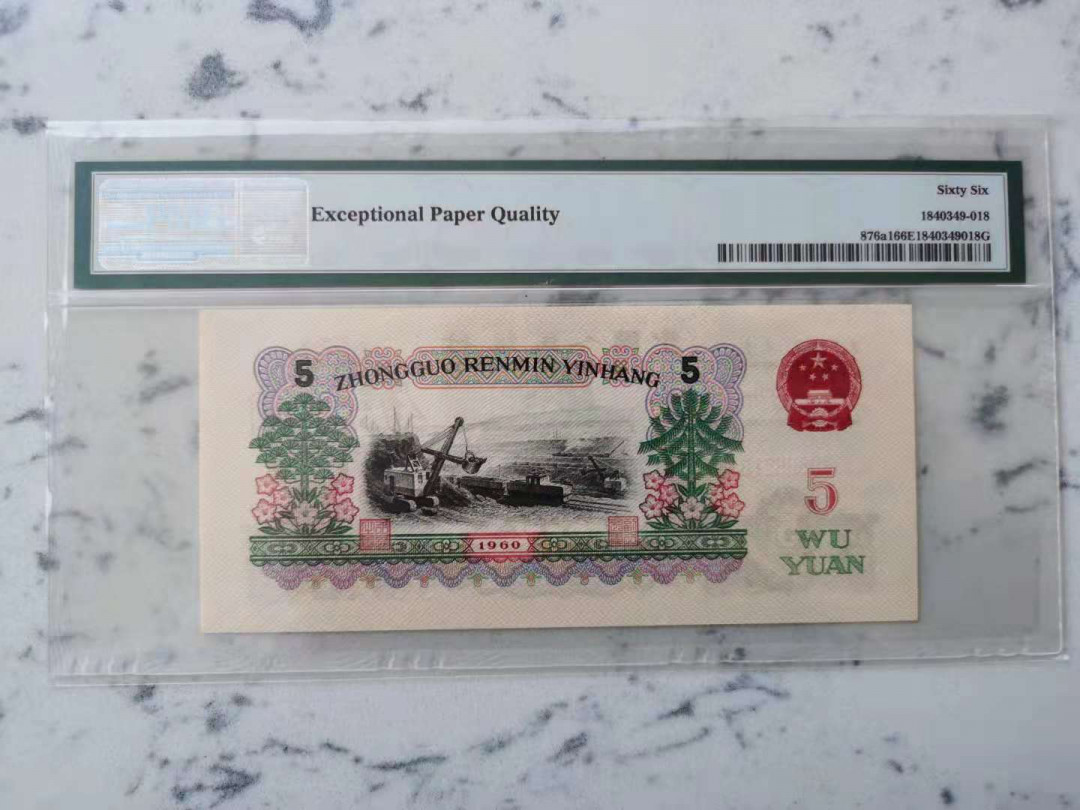 Exceptional Paper Quality
Sixty Six
1840349-018
876a166E1840349018G
5 ZHONGGUO RENMIN YINHANG 5
5
WU
YUAN
1960